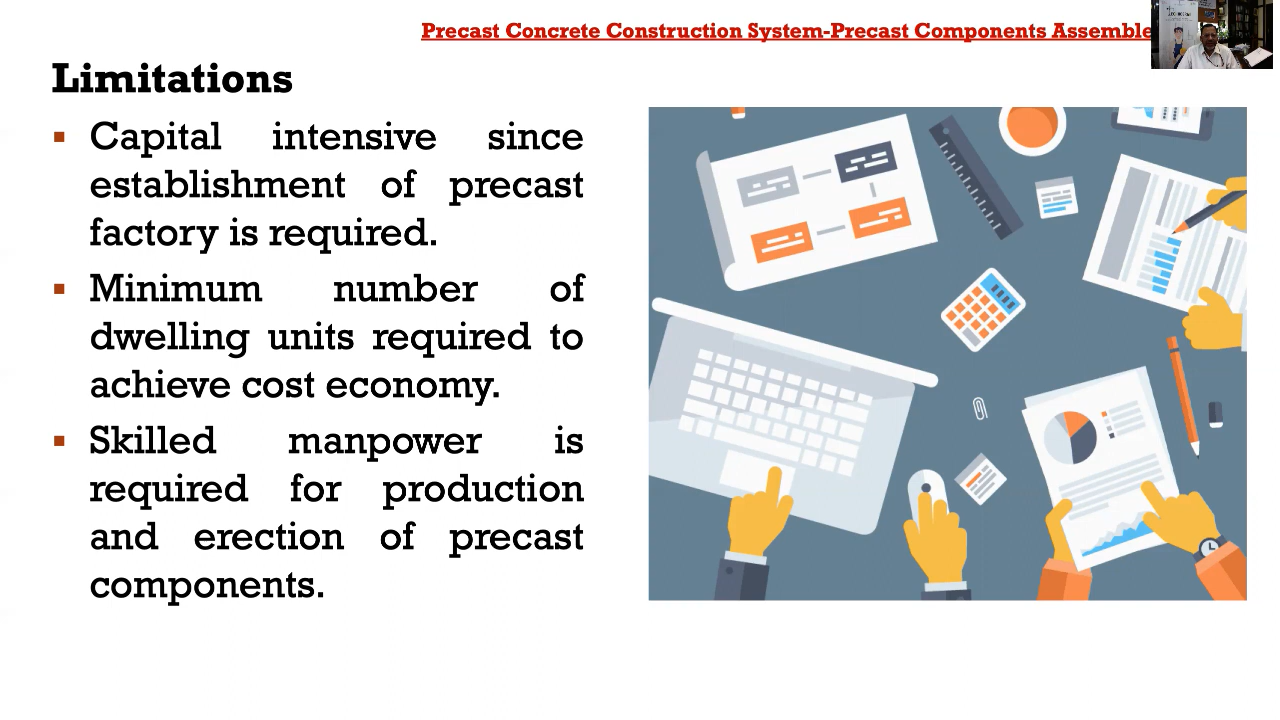 Precast Concrete Construction System-Precast Components Assemble
Limitations
▪ Capital intensive since
establishment of precast
factory is required.
▪ Minimum number of
dwelling units required to
achieve cost economy.
▪ Skilled manpower is
required for production
and erection of precast
components.